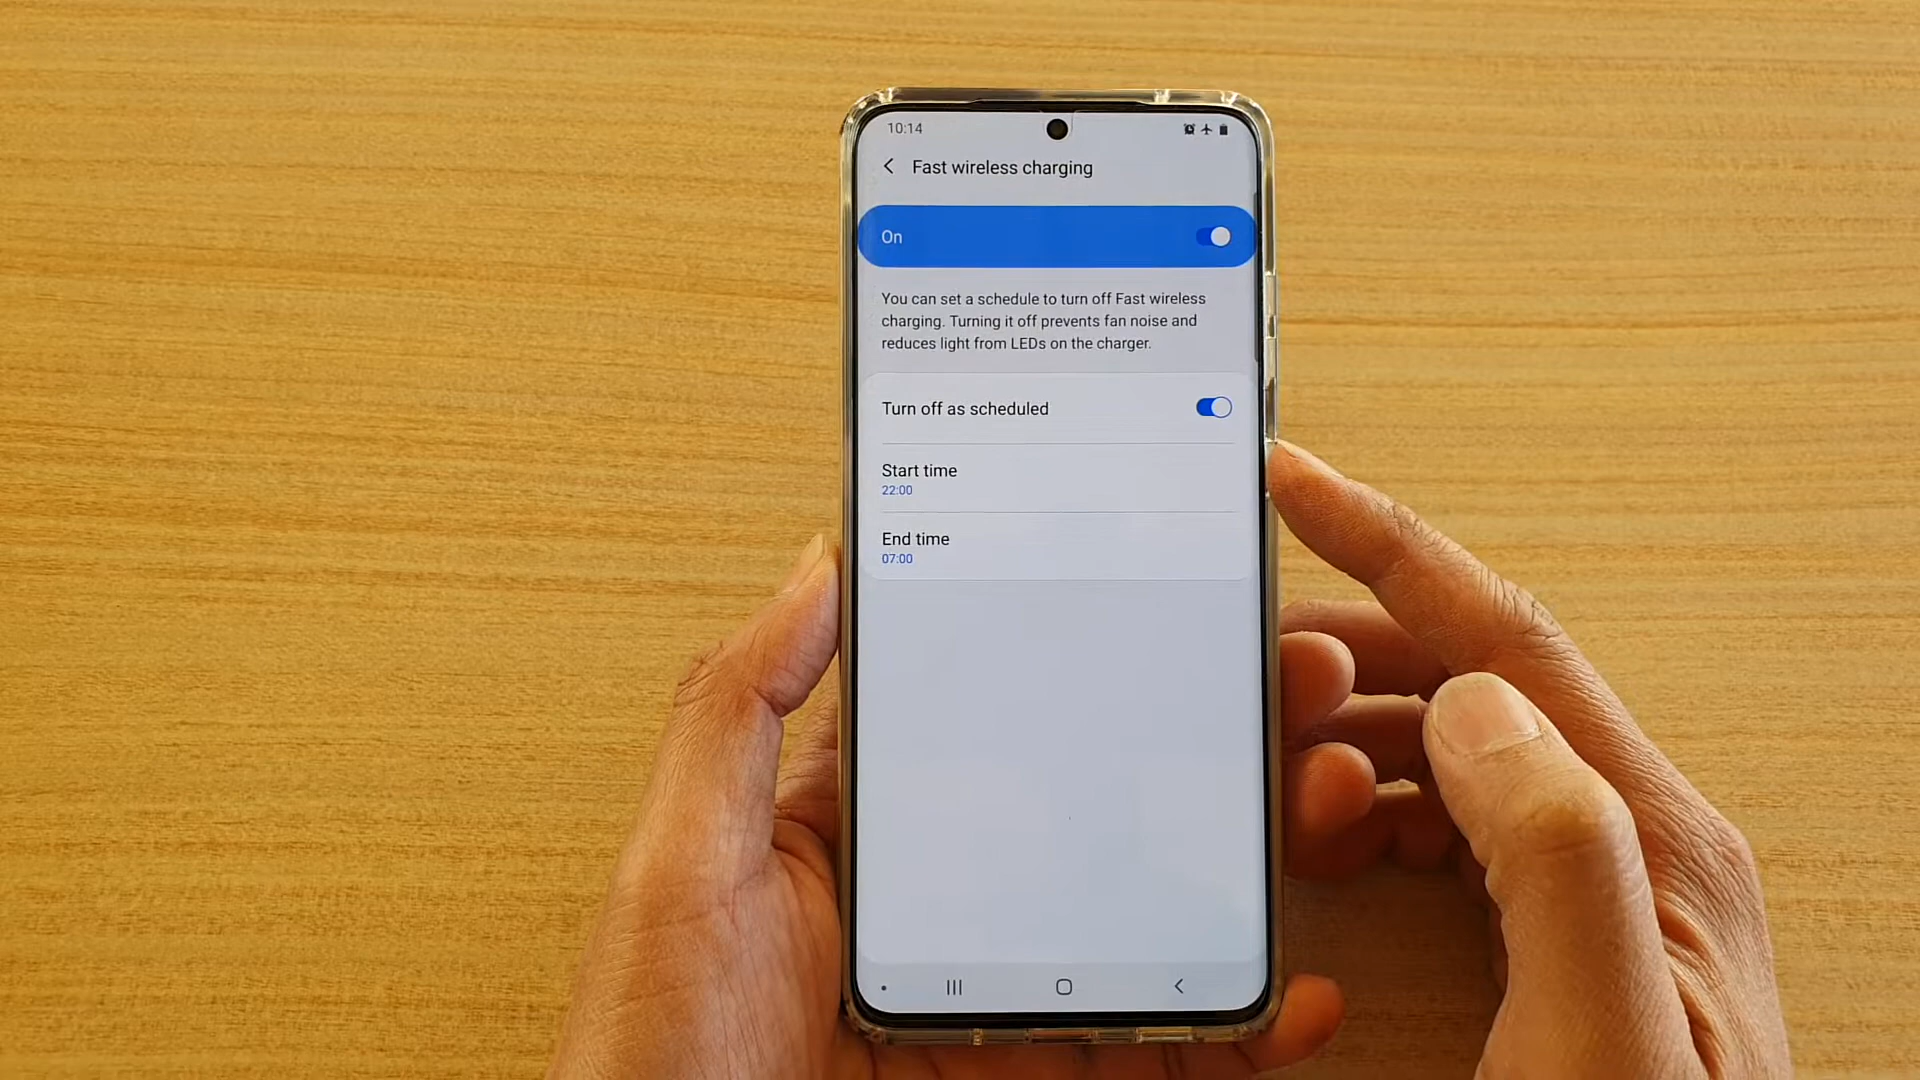 10:14
Fast wireless charging
On
You can set a schedule to turn off Fast wireless
charging. Turning it off prevents fan noise and
reduces light from LEDs on the charger.
Turn off as scheduled
Start time
22:00
End time
07:00